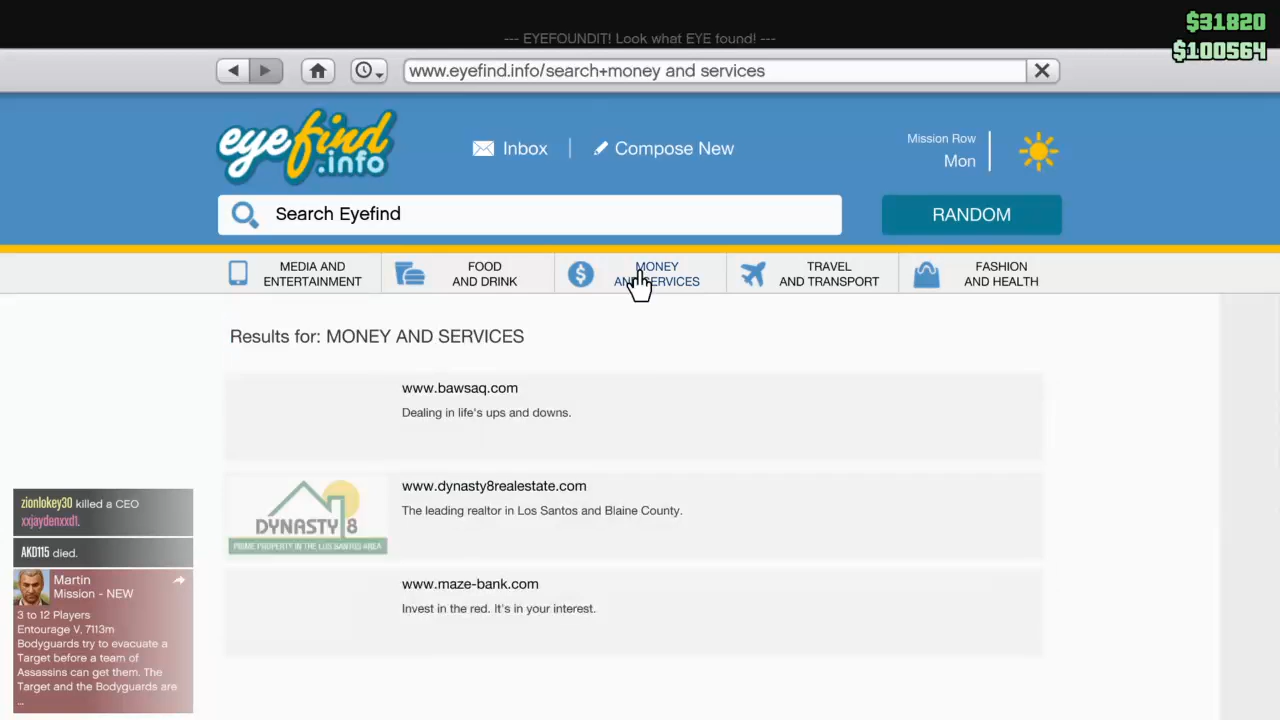 $31820
$100564
--- EYEFOUNDIT! Look what EYE found! ---
www.eyefind.info/search+money and services
eyefind
.info
Inbox
Compose New
Mission Row
Mon
Search Eyefind
RANDOM
MEDIA AND
ENTERTAINMENT
FOOD
AND DRINK
MONEY
AND SERVICES
TRAVEL
AND TRANSPORT
FASHION
AND HEALTH
Results for: MONEY AND SERVICES
www.bawsaq.com
Dealing in life's ups and downs.
www.dynasty8realestate.com
The leading realtor in Los Santos and Blaine County.
DYNASTY 8
PRIME PROPERTY IN THE LOS SANTOS AREA
www.maze-bank.com
Invest in the red. It's in your interest.
zionlokey30 killed a CEO
xxjaydenxxd1.
AKD115 died.
Martin
Mission - NEW
3 to 12 Players
Entourage V, 7113m
Bodyguards try to evacuate a
Target before a team of
Assassins can get them. The
Target and the Bodyguards are
...